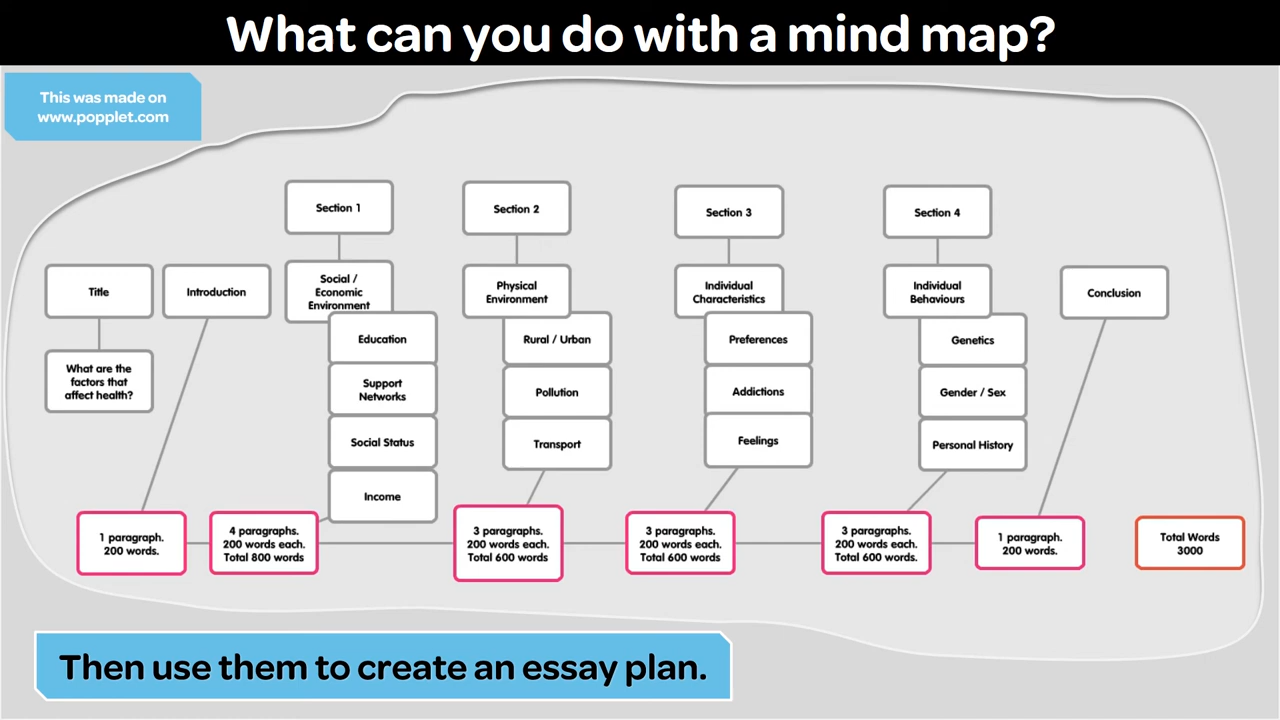 What can you do with a mind map?
This was made on
www.popplet.com
Section 1
Section 2
Section 3
Section 4
Title
Introduction
Social /
Economic
Environment
Physical
Environment
Individual
Characteristics
Individual
Behaviours
Conclusion
What are the
factors that
affect health?
Education
Support
Networks
Social Status
Income
Rural / Urban
Pollution
Transport
Preferences
Addictions
Feelings
Genetics
Gender / Sex
Personal History
1 paragraph.
200 words.
4 paragraphs.
200 words each.
Total 800 words
3 paragraphs.
200 words each.
Total 600 words
3 paragraphs.
200 words each.
Total 600 words
3 paragraphs.
200 words each.
Total 600 words.
1 paragraph.
200 words.
Total Words
3000
Then use them to create an essay plan.